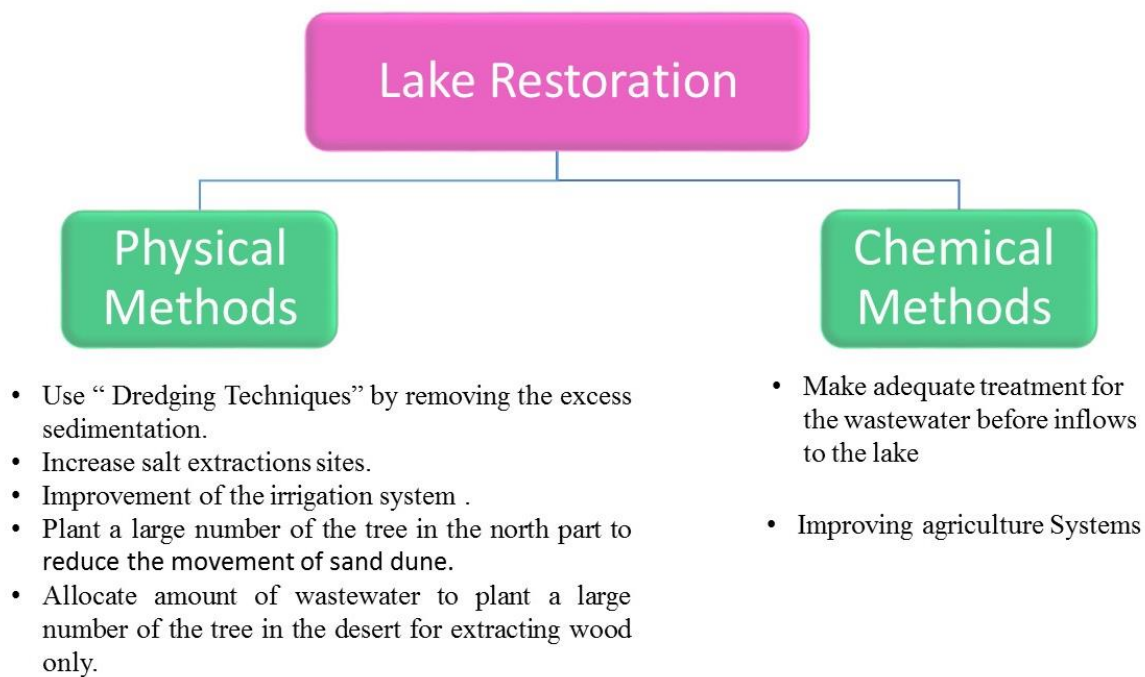 Lake Restoration
Physical
Methods
• Use “ Dredging Techniques” by removing the excess
sedimentation.
• Increase salt extractions sites.
• Improvement of the irrigation system .
• Plant a large number of the tree in the north part to
reduce the movement of sand dune.
• Allocate amount of wastewater to plant a large
number of the tree in the desert for extracting wood
only.
Chemical
Methods
• Make adequate treatment for
the wastewater before inflows
to the lake
• Improving agriculture Systems